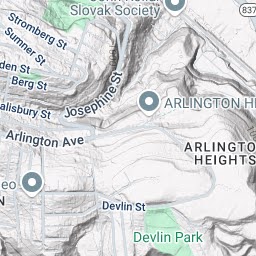 Slovak Society
837
Stromberg St
Sumner St
Berg St
Josephine St
ARLINGTON
Salisbury St
Arlington Ave
ARLINGTON
HEIGHTS
Devlin St
Devlin Park